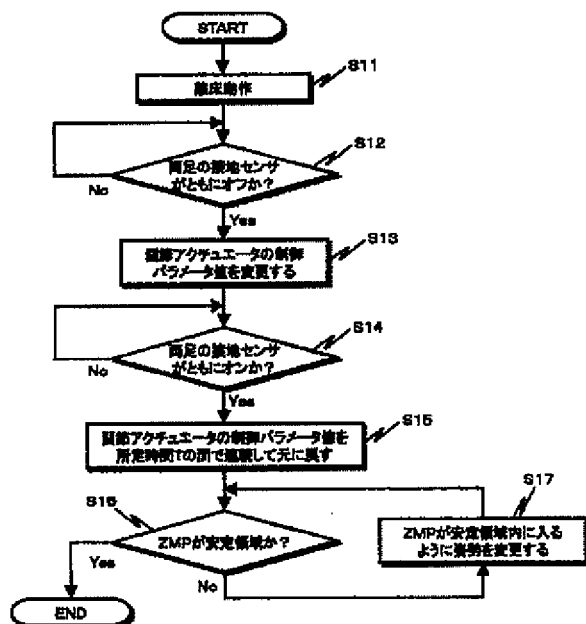 START
S11
離床動作
S12
両足の接地センサ
がともにオフか?
No
Yes
S13
関節アクチュエータの制御
パラメータ値を変更する
S14
両足の接地センサ
がともにオンか?
No
Yes
S15
関節アクチュエータの制御パラメータ値を
所定時間Tの間で連続して元に戻す
S16
ZMPが安定領域か?
Yes
No
S17
ZMPが安定領域内に入る
ように姿勢を変更する
END